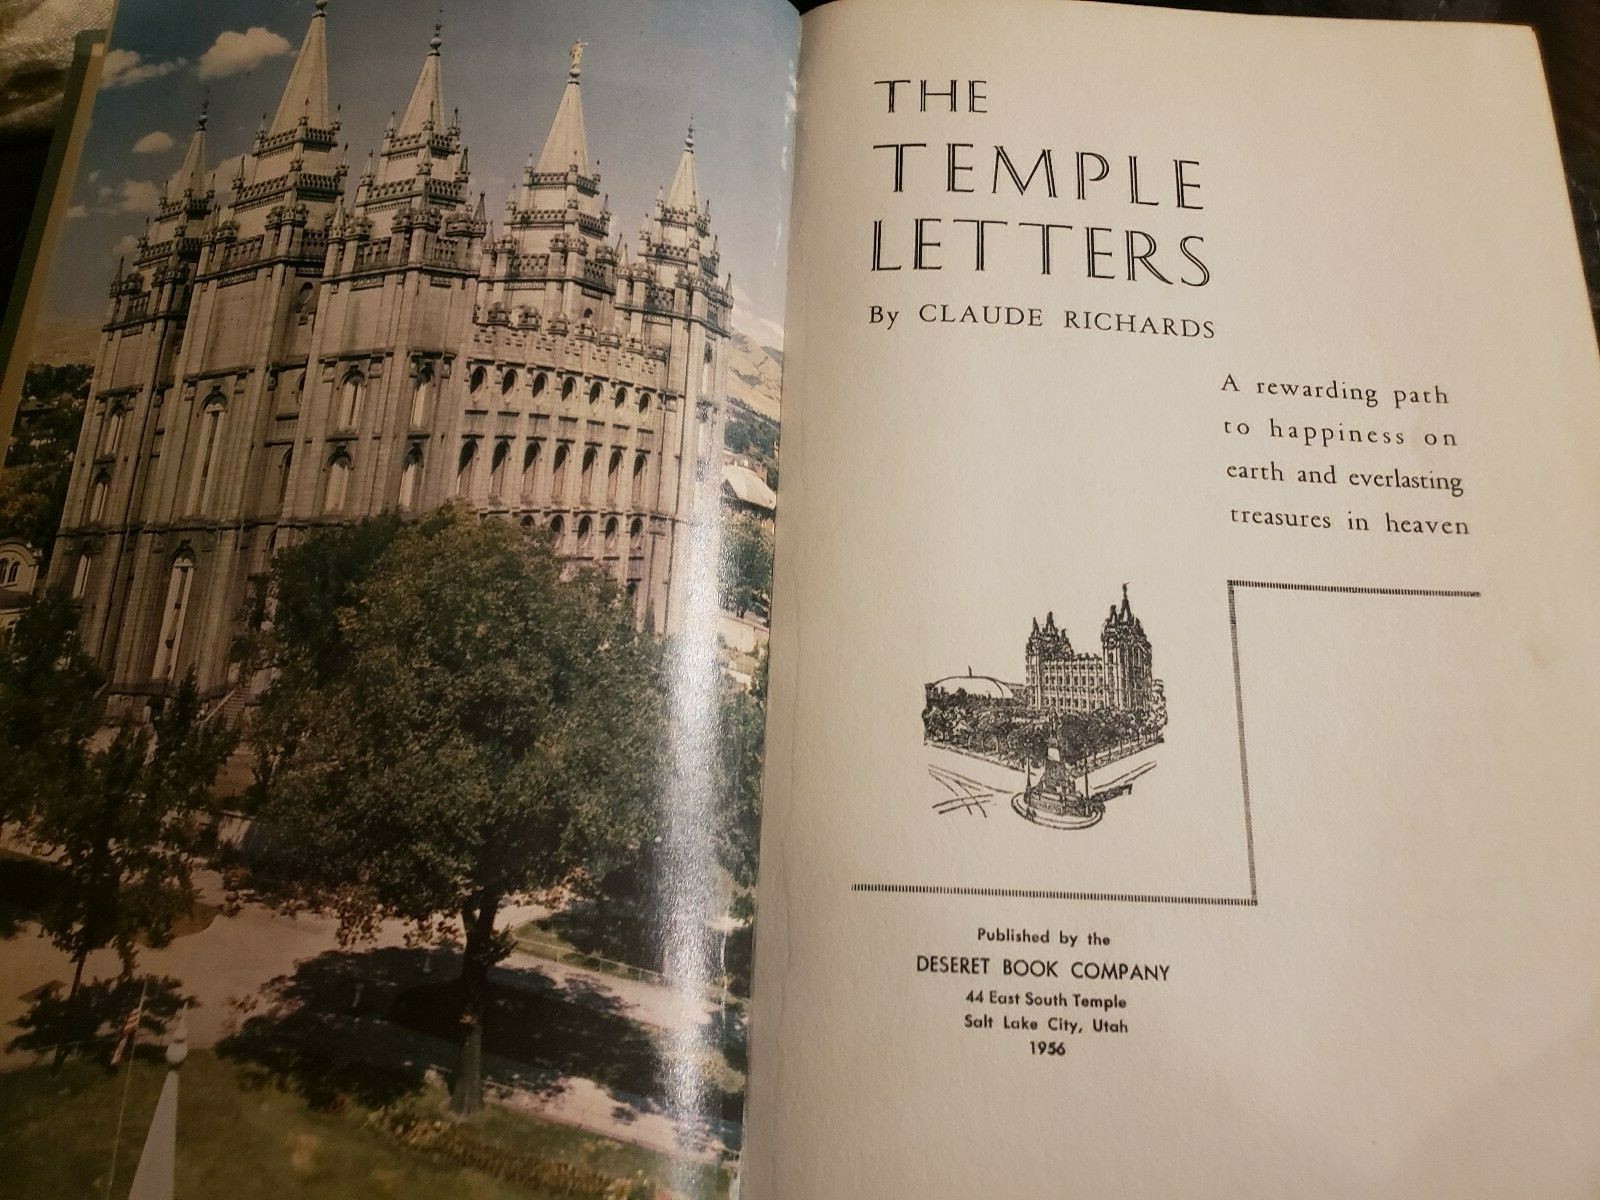 THE
TEMPLE
LETTERS
By CLAUDE RICHARDS
A rewarding path
to happiness on
earth and everlasting
treasures in heaven
Published by the
DESERET BOOK COMPANY
44 East South Temple
Salt Lake City, Utah
1956